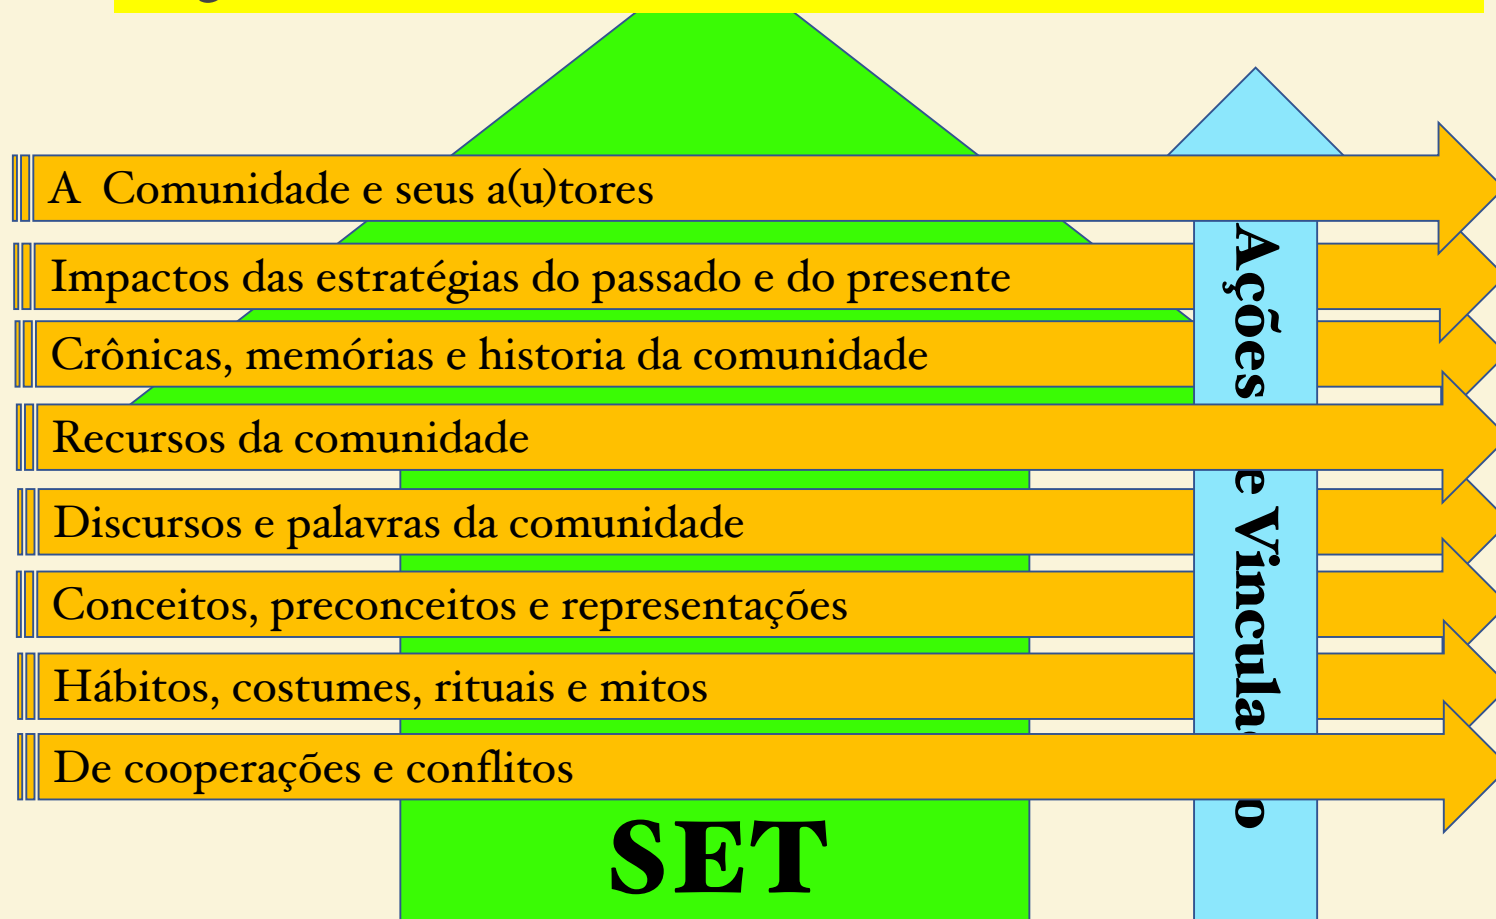 A Comunidade e seus a(u)tores
Impactos das estratégias do passado e do presente
Crônicas, memórias e historia da comunidade
Recursos da comunidade
Discursos e palavras da comunidade
Conceitos, preconceitos e representações
Hábitos, costumes, rituais e mitos
De cooperações e conflitos
SET
Ações e